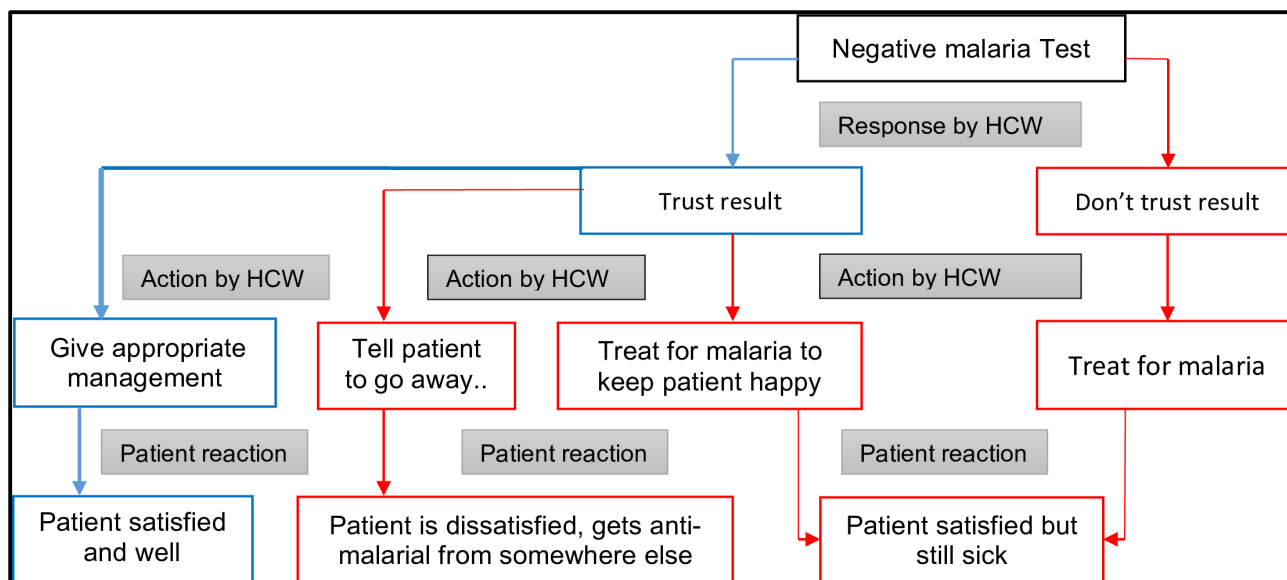 Negative malaria Test
Response by HCW
Trust result
Don’t trust result
Action by HCW
Action by HCW
Action by HCW
Give appropriate
management
Tell patient
to go away..
Treat for malaria to
keep patient happy
Treat for malaria
Patient reaction
Patient reaction
Patient reaction
Patient satisfied
and well
Patient is dissatisfied, gets anti-
malarial from somewhere else
Patient satisfied but
still sick